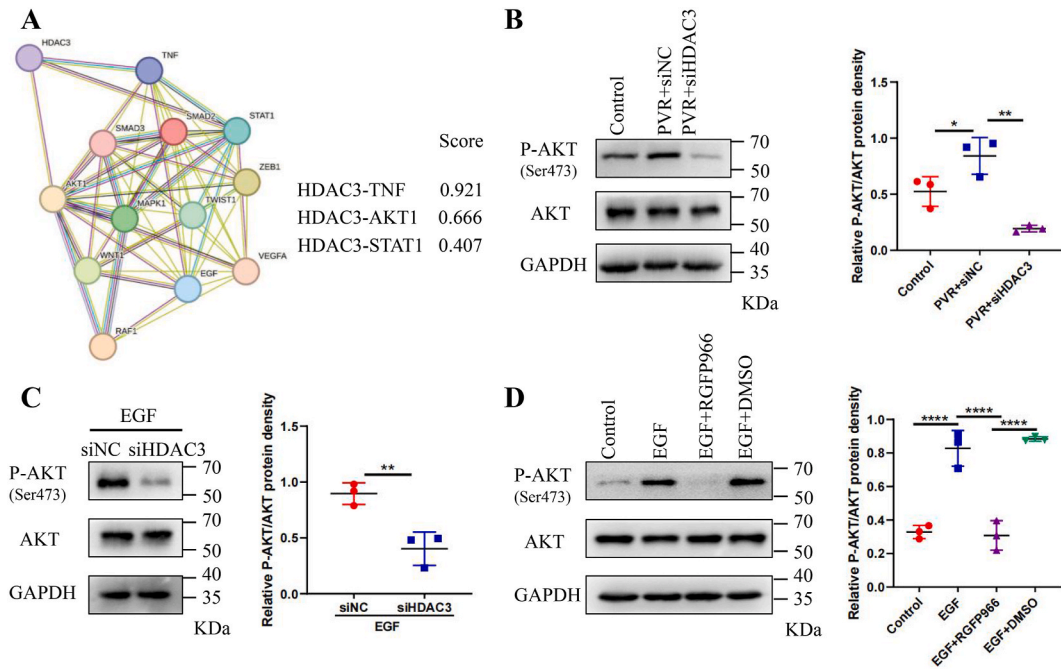 A
HDAC3
TNF
SMAD2
STAT1
SMAD3
ZEB1
AKT1
MAPK1
TWIST1
WNT1
EGF
VEGFA
RAF1
Score
HDAC3-TNF 0.921
HDAC3-AKT1 0.666
HDAC3-STAT1 0.407
B
Control
PVR+siNC
PVR+siHDAC3
P-AKT
(Ser473)
70
50
AKT
70
50
GAPDH
40
35
KDa
Relative P-AKT/AKT protein density
1.5
1.0
0.5
0.0
*
**
Control
PVR+siNC
PVR+siHDAC3
C
EGF
siNC siHDAC3
P-AKT
(Ser473)
70
50
AKT
70
50
GAPDH
40
35
KDa
Relative P-AKT/AKT protein density
1.5
1.0
0.5
0.0
**
siNC siHDAC3
EGF
D
Control
EGF
EGF+RGFP966
EGF+DMSO
P-AKT
(Ser473)
70
50
AKT
70
50
GAPDH
40
35
KDa
Relative P-AKT/AKT protein density
1.0
0.8
0.6
0.4
0.2
0.0
**** ****
****
Control
EGF
EGF+RGFP966
EGF+DMSO